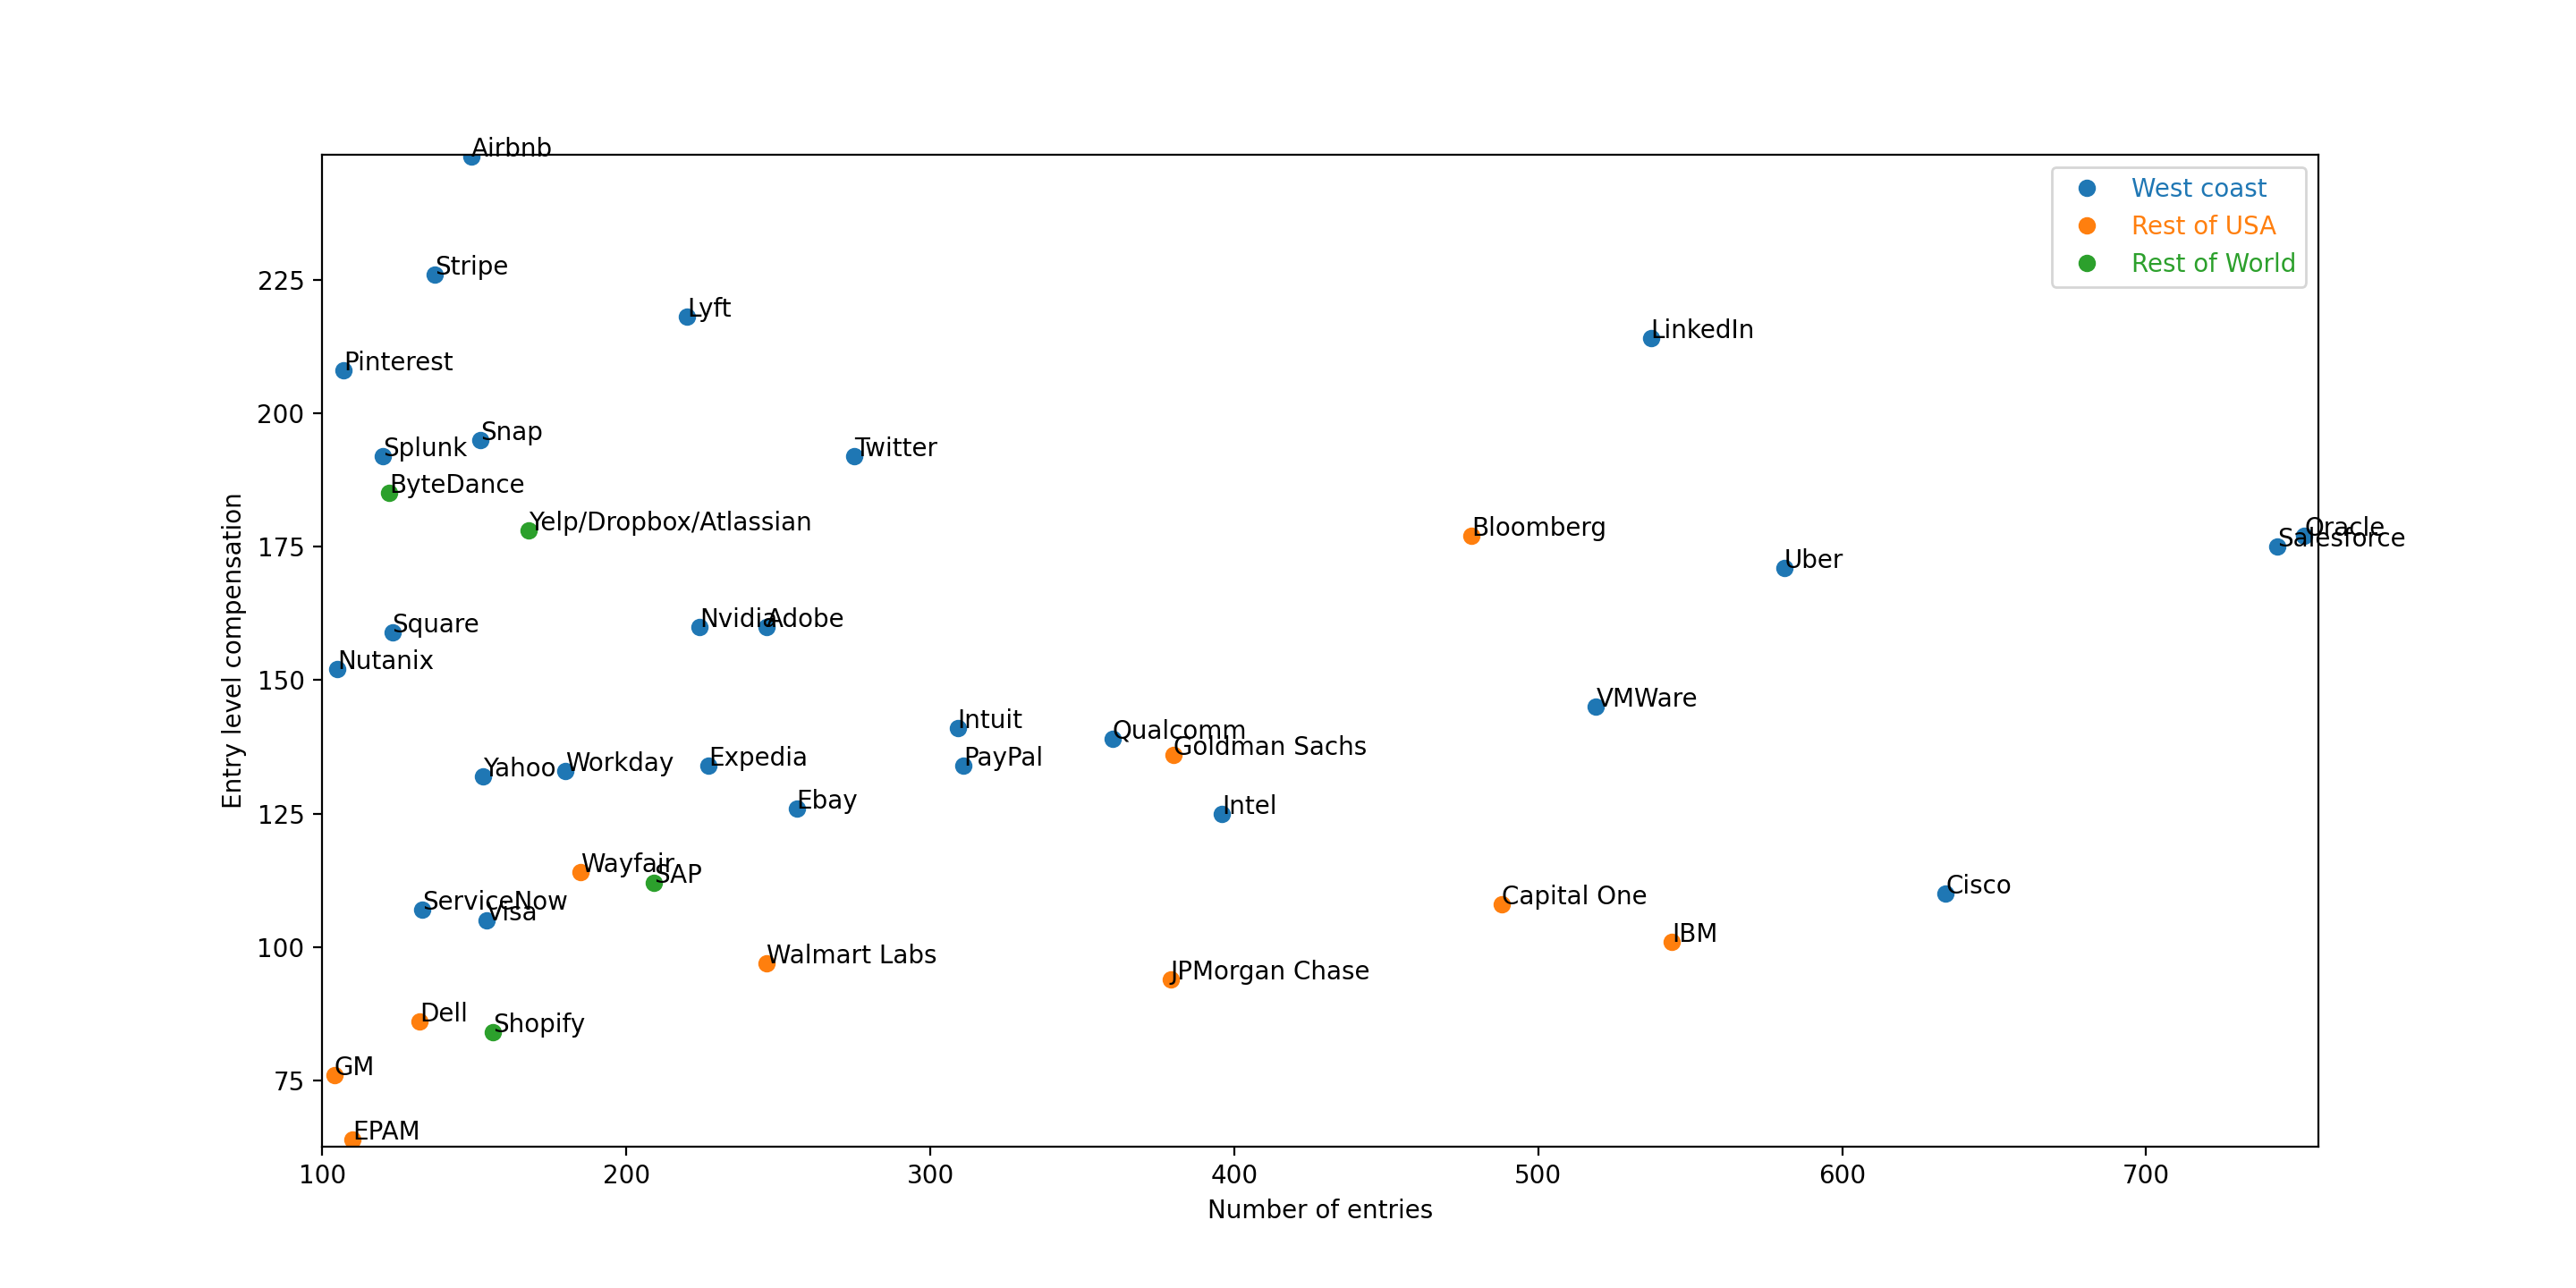 Airbnb
West coast
Rest of USA
Rest of World
Stripe
225
Lyft
LinkedIn
Pinterest
200
Snap
Splunk
Twitter
ByteDance
Yelp/Dropbox/Atlassian
Bloomberg
Oracle
Salesforce
175
Uber
Nvidia
Adobe
Square
Nutanix
150
VMWare
Intuit
Qualcomm
Goldman Sachs
Yahoo
Workday
Expedia
PayPal
Ebay
Intel
125
Wayfair
SAP
ServiceNow
Visa
Capital One
Cisco
IBM
100
Walmart Labs
JPMorgan Chase
Dell
Shopify
GM
75
EPAM
Entry level compensation
100 200 300 400 500 600 700
Number of entries